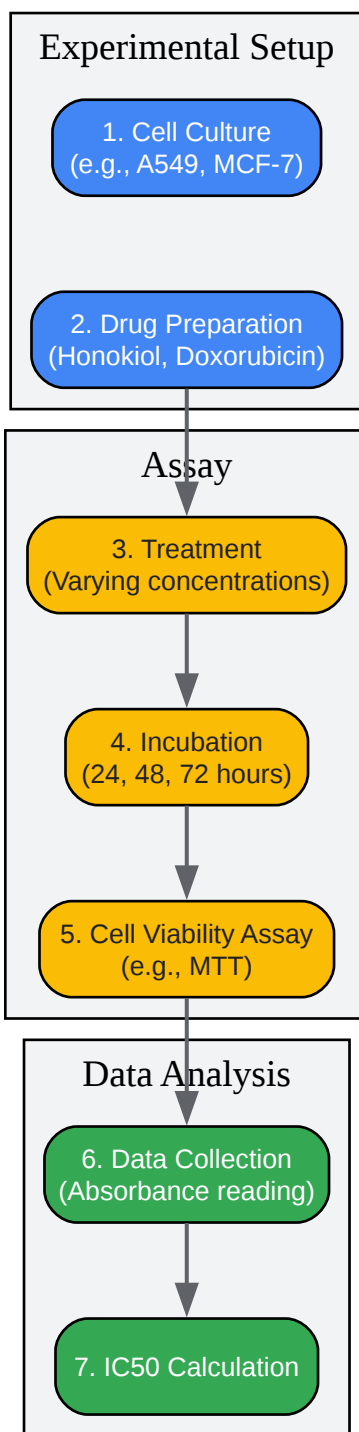 Experimental Setup
1. Cell Culture
(e.g., A549, MCF-7)
2. Drug Preparation
(Honokiol, Doxorubicin)
Assay
3. Treatment
(Varying concentrations)
4. Incubation
(24, 48, 72 hours)
5. Cell Viability Assay
(e.g., MTT)
Data Analysis
6. Data Collection
(Absorbance reading)
7. IC50 Calculation